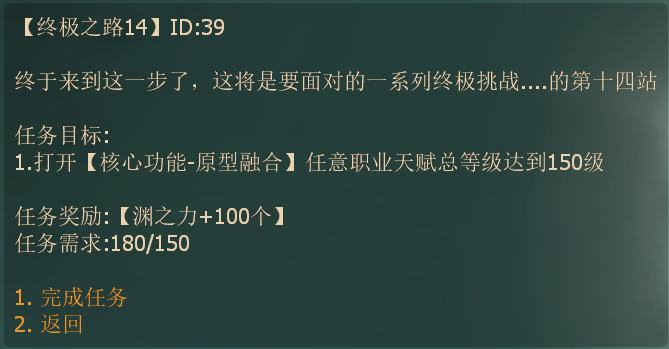 【终极之路14】ID:39
终于来到这一步了，这将是要面对的一系列终极挑战....的第十四站
任务目标:
1.打开【核心功能-原型融合】任意职业天赋总等级达到150级
任务奖励:【渊之力+100个】
任务需求:180/150
1. 完成任务
2. 返回